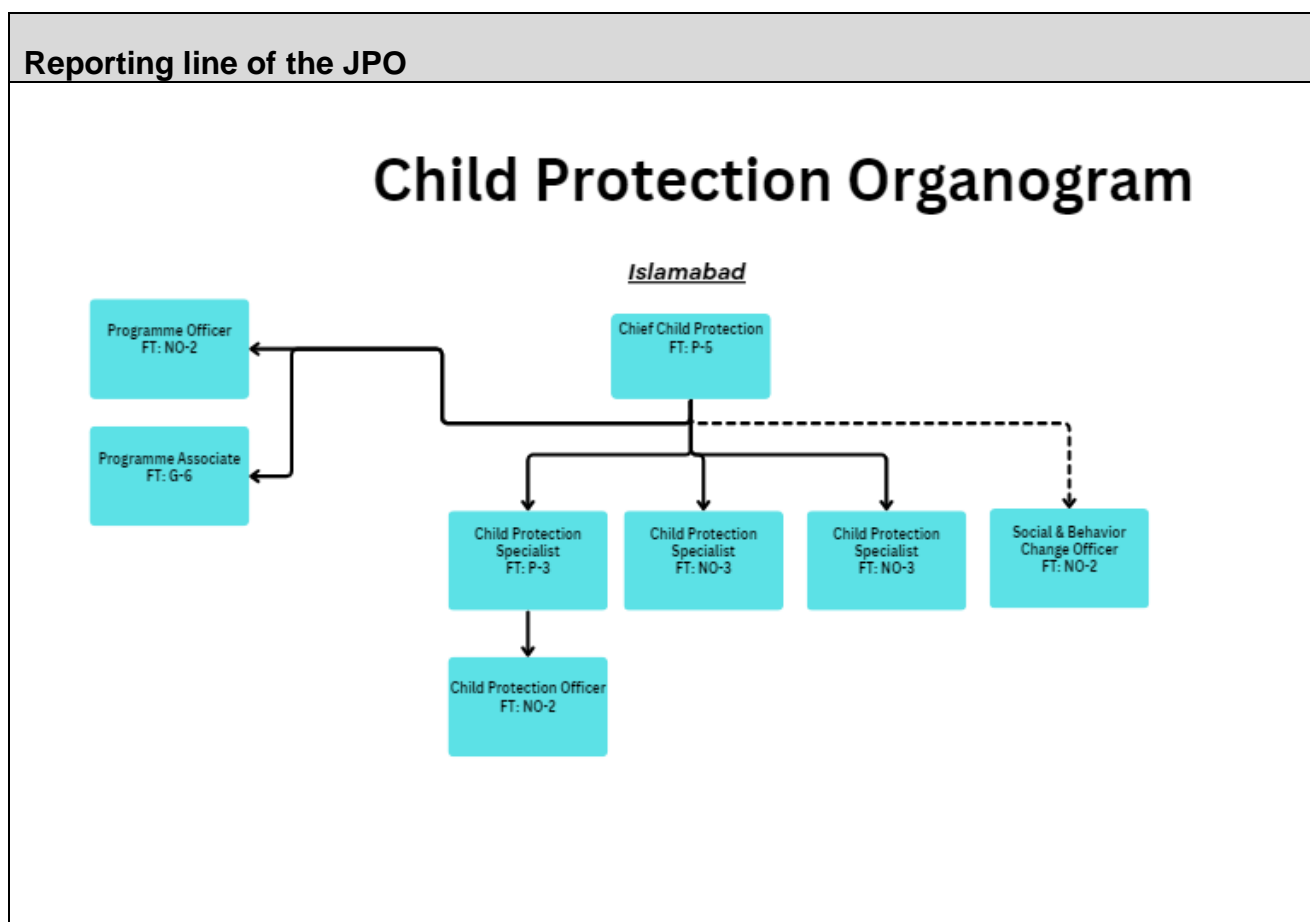 Reporting line of the JPO
Child Protection Organogram
Islamabad
Programme Officer
FT: NO-2
Chief Child Protection
FT: P-5
Programme Associate
FT: G-6
Child Protection
Specialist
FT: P-3
Child Protection
Specialist
FT: NO-3
Child Protection
Specialist
FT: NO-3
Social & Behavior
Change Officer
FT: NO-2
Child Protection Officer
FT: NO-2